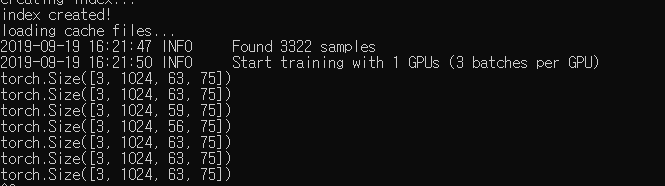 creating index...
index created!
loading cache files...
2019-09-19 16:21:47 INFO     Found 3322 samples
2019-09-19 16:21:50 INFO     Start training with 1 GPUs (3 batches per GPU)
torch.Size([3, 1024, 63, 75])
torch.Size([3, 1024, 63, 75])
torch.Size([3, 1024, 59, 75])
torch.Size([3, 1024, 56, 75])
torch.Size([3, 1024, 63, 75])
torch.Size([3, 1024, 63, 75])
torch.Size([3, 1024, 63, 75])